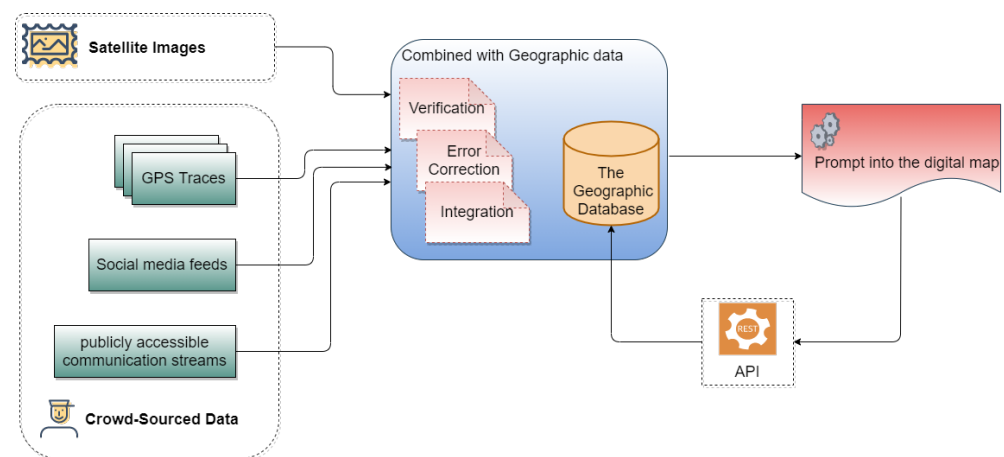 Satellite Images
Combined with Geographic data
Verification
Error
Correction
Integration
The
Geographic
Database
Prompt into the digital map
GPS Traces
Social media feeds
publicly accessible
communication streams
Crowd-Sourced Data
REST
API